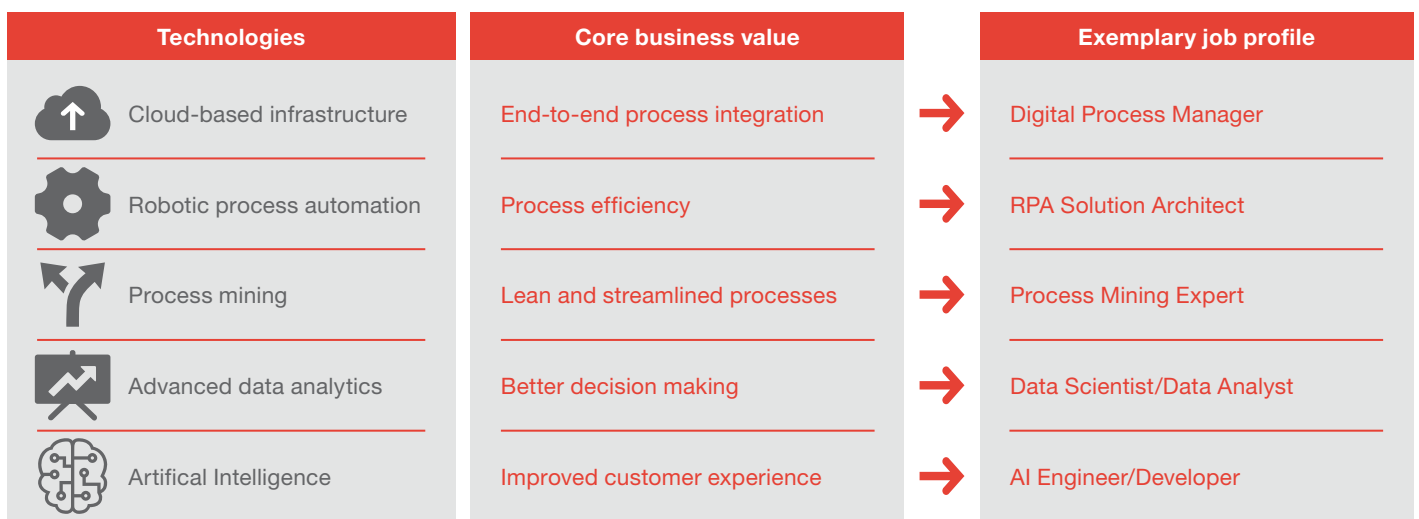 Technologies Core business value Exemplary job profile
Cloud-based infrastructure End-to-end process integration Digital Process Manager
Robotic process automation Process efficiency RPA Solution Architect
Process mining Lean and streamlined processes Process Mining Expert
Advanced data analytics Better decision making Data Scientist/Data Analyst
Artifical Intelligence Improved customer experience AI Engineer/Developer